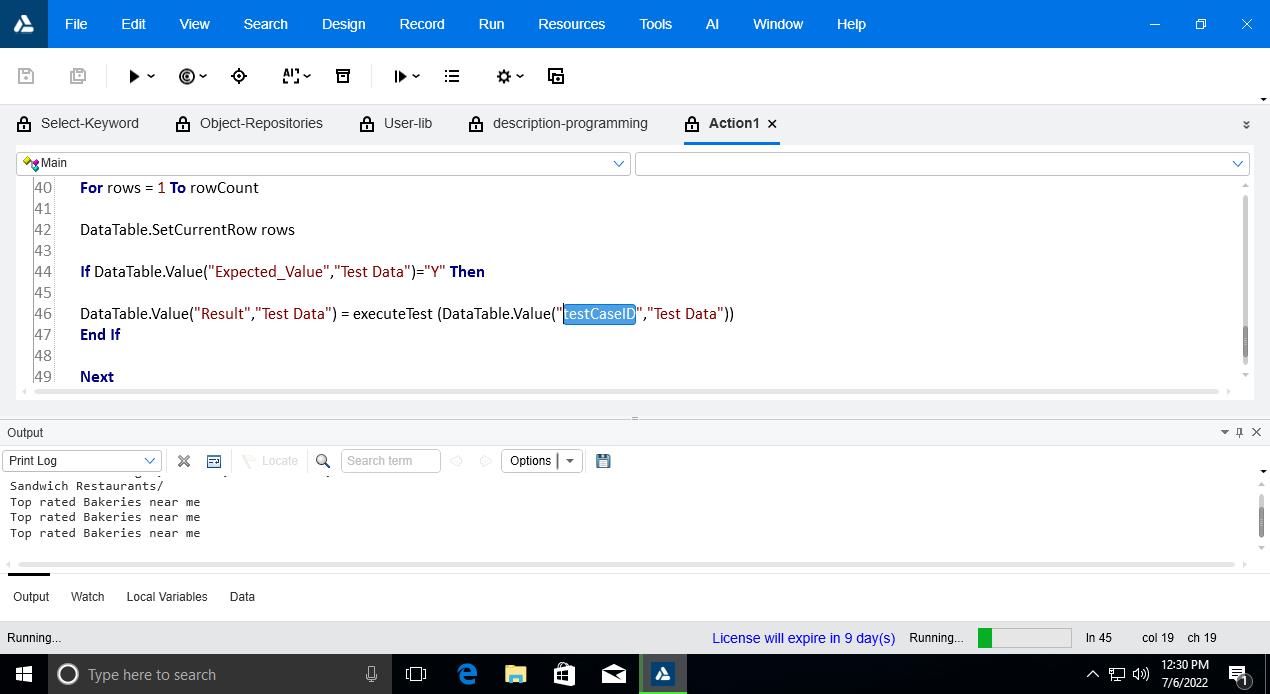 File Edit View Search Design Record Run Resources Tools AI Window Help
Select-Keyword Object-Repositories User-lib description-programming Action1
Main
40 For rows = 1 To rowCount
41
42 DataTable.SetCurrentRow rows
43
44 If DataTable.Value("Expected_Value","Test Data")="Y" Then
45
46 DataTable.Value("Result","Test Data") = executeTest (DataTable.Value("testCaseID","Test Data"))
47 End If
48
49 Next
Output
Print Log Locate Search term Options
Sandwich Restaurants/
Top rated Bakeries near me
Top rated Bakeries near me
Top rated Bakeries near me
Output Watch Local Variables Data
Running... License will expire in 9 day(s) Running... ln 45 col 19 ch 19
Type here to search
12:30 PM
7/6/2022
1